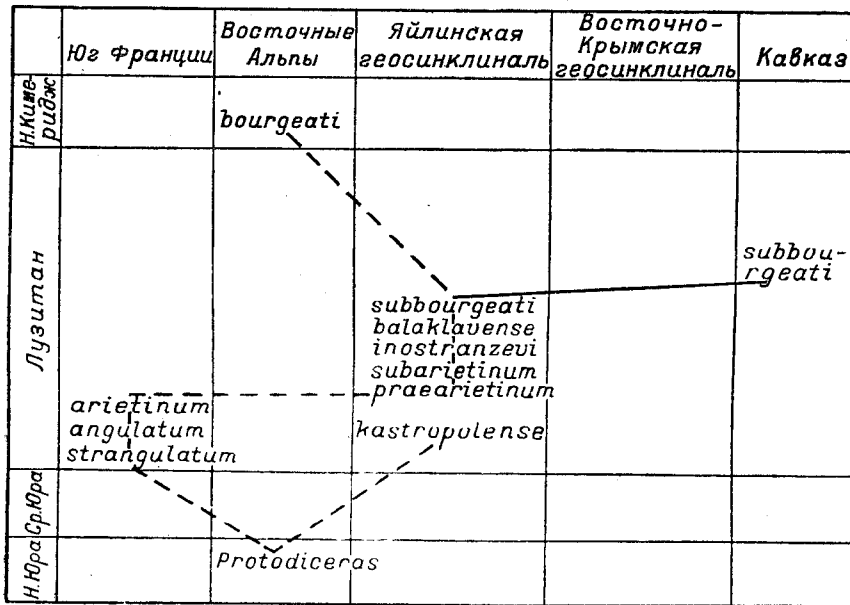 Юг Франции
Восточные
Альпы
Яйлинская
геосинклиналь
Восточно-
Крымская
геосинклиналь
Кавказ
Н.Киме-
ридж
bourgeati
Лузитан
subbou-
rgeati
subbourgeati
balaklavense
inostranzevi
subarietinum
praearietinum
arietinum
angulatum
strangulatum
kastropolense
Ср.Юра
Н.Юра
Protodiceras